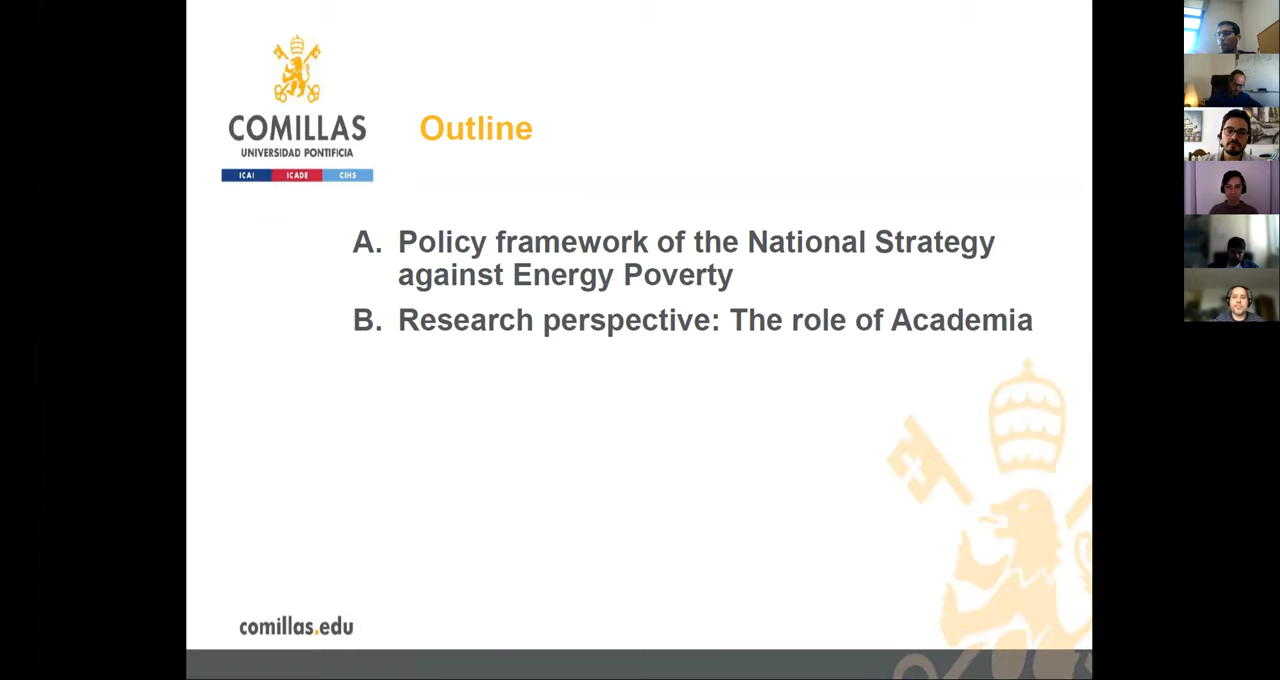 COMILLAS
UNIVERSIDAD PONTIFICIA
ICAI ICADE CIHS
Outline
A. Policy framework of the National Strategy
against Energy Poverty
B. Research perspective: The role of Academia
comillas.edu